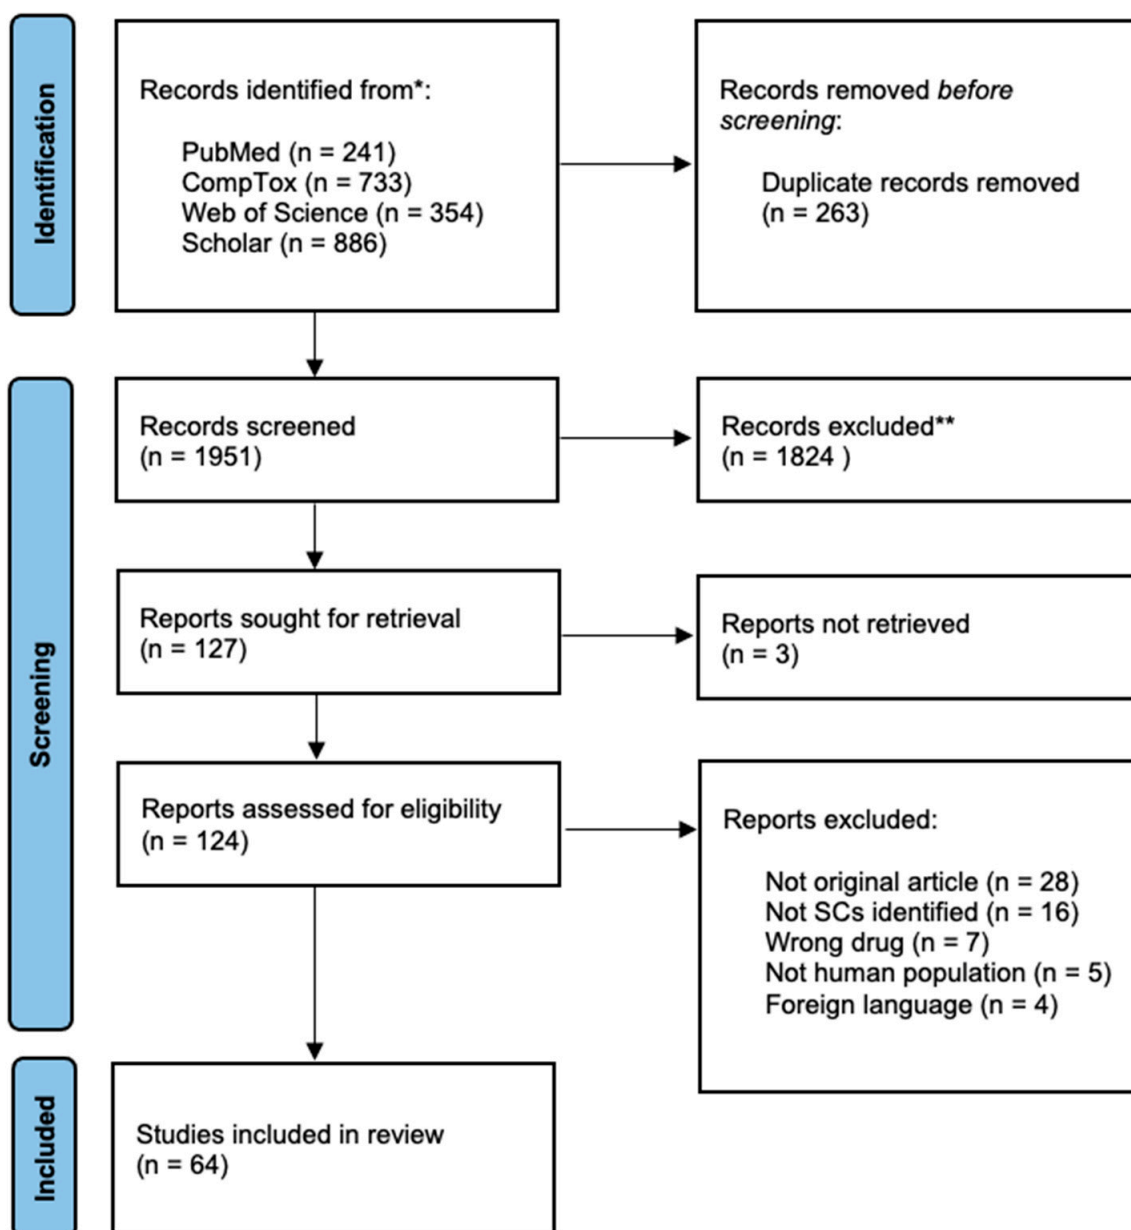 Identification
Records identified from*:
PubMed (n = 241)
CompTox (n = 733)
Web of Science (n = 354)
Scholar (n = 886)
Records removed before
screening:
Duplicate records removed
(n = 263)
Screening
Records screened
(n = 1951)
Records excluded**
(n = 1824 )
Reports sought for retrieval
(n = 127)
Reports not retrieved
(n = 3)
Reports assessed for eligibility
(n = 124)
Reports excluded:
Not original article (n = 28)
Not SCs identified (n = 16)
Wrong drug (n = 7)
Not human population (n = 5)
Foreign language (n = 4)
Included
Studies included in review
(n = 64)